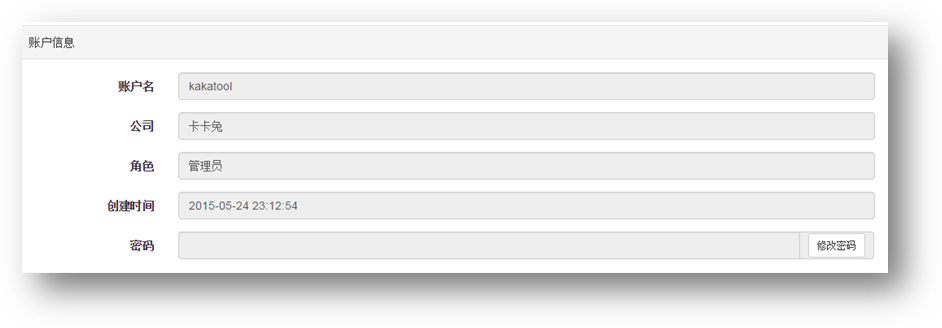 账户信息
账户名 kakatool
公司 卡卡兔
角色 管理员
创建时间 2015-05-24 23:12:54
密码 修改密码